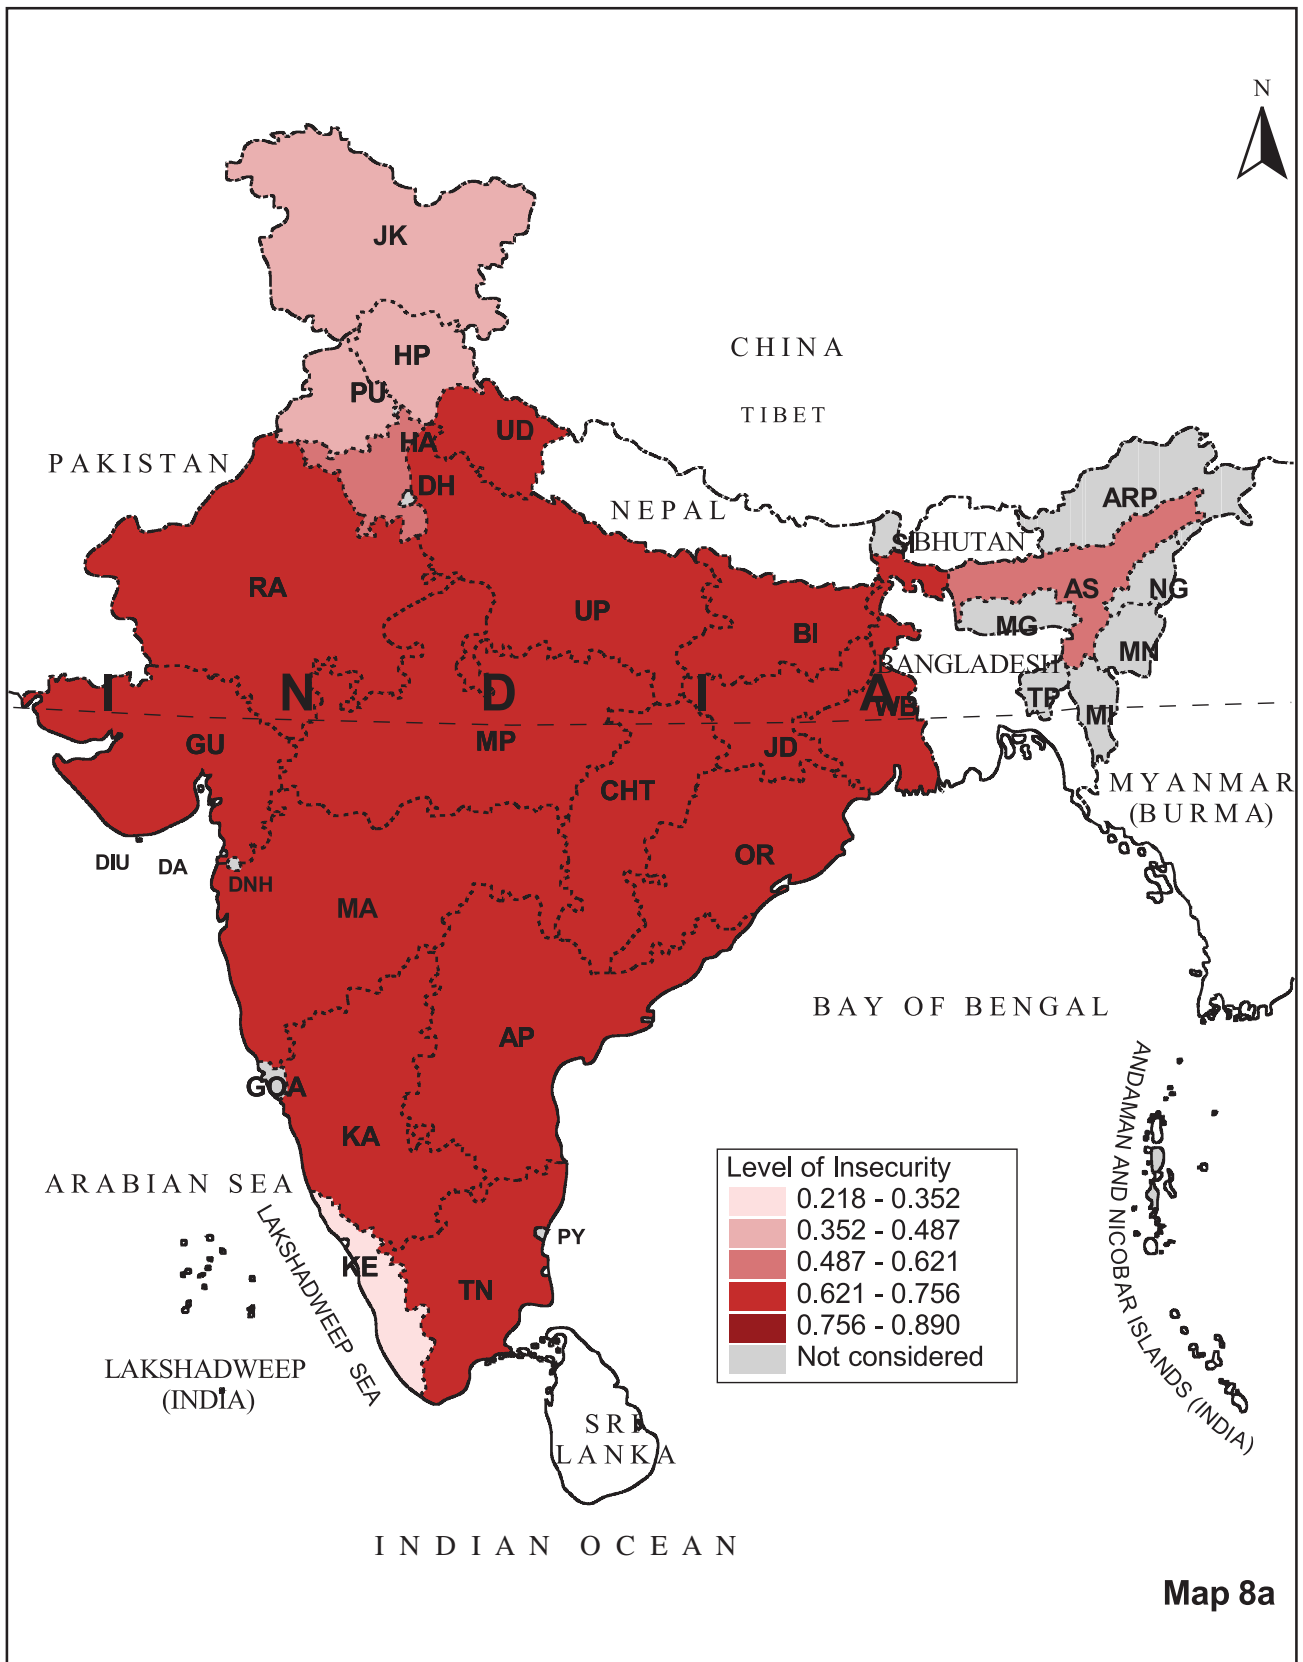 N
JK
HP
CHINA
PU
TIBET
UD
HA
PAKISTAN
DH
NEPAL
ARP
SI
BHUTAN
RA
AS
NG
UP
MG
BI
MN
BANGLADESH
I N D I A
TP
WB
MI
GU
MP
JD
CHT
MYANMAR
(BURMA)
OR
DIU
DA
DNH
MA
BAY OF BENGAL
AP
GOA
KA
ANDAMAN AND NICOBAR ISLANDS (INDIA)
ARABIAN SEA
LAKSHADWEEP SEA
PY
KE
TN
Level of Insecurity
0.218 - 0.352
0.352 - 0.487
0.487 - 0.621
0.621 - 0.756
0.756 - 0.890
Not considered
LAKSHADWEEP
(INDIA)
SRI
LANKA
INDIAN OCEAN
Map 8a